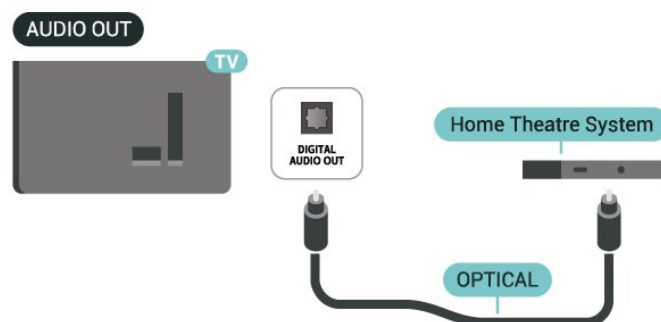 AUDIO OUT
TV
DIGITAL
AUDIO OUT
Home Theatre System
OPTICAL